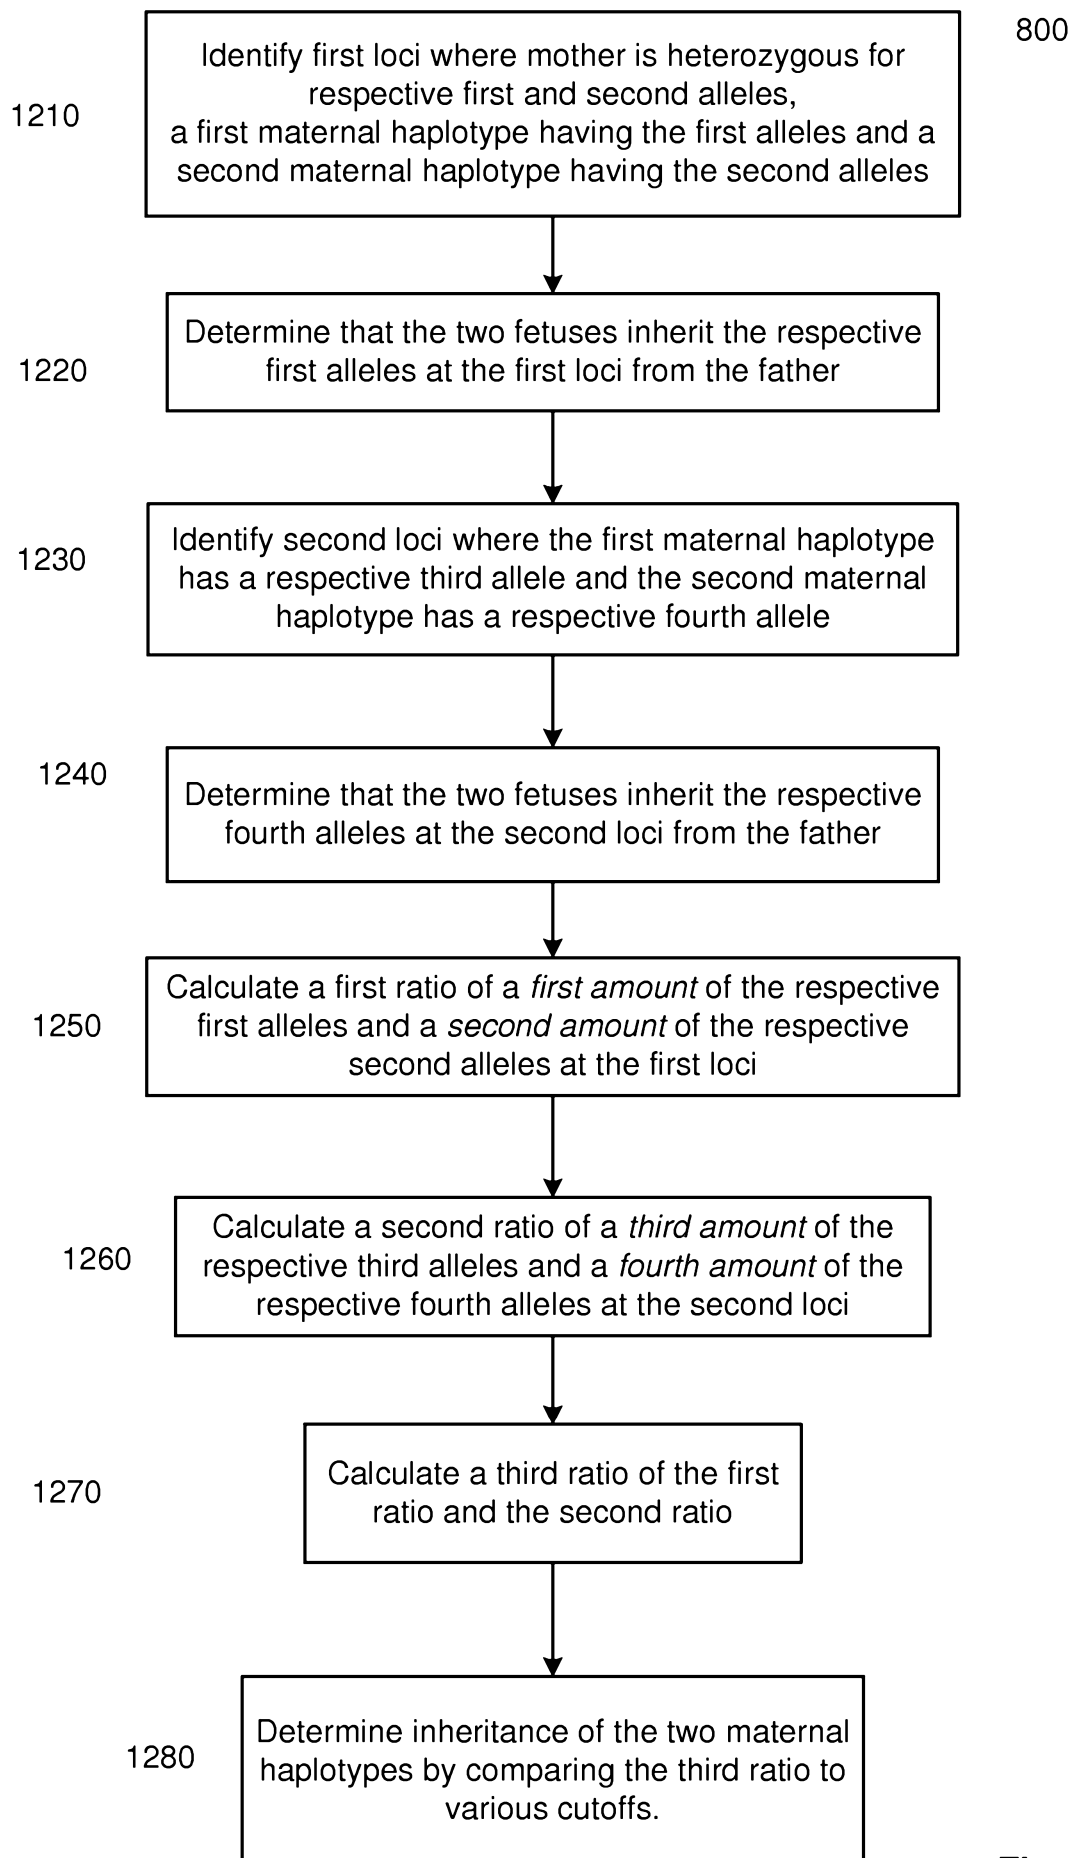 800
1210
Identify first loci where mother is heterozygous for
respective first and second alleles,
a first maternal haplotype having the first alleles and a
second maternal haplotype having the second alleles
1220
Determine that the two fetuses inherit the respective
first alleles at the first loci from the father
1230
Identify second loci where the first maternal haplotype
has a respective third allele and the second maternal
haplotype has a respective fourth allele
1240
Determine that the two fetuses inherit the respective
fourth alleles at the second loci from the father
1250
Calculate a first ratio of a first amount of the respective
first alleles and a second amount of the respective
second alleles at the first loci
1260
Calculate a second ratio of a third amount of the
respective third alleles and a fourth amount of the
respective fourth alleles at the second loci
1270
Calculate a third ratio of the first
ratio and the second ratio
1280
Determine inheritance of the two maternal
haplotypes by comparing the third ratio to
various cutoffs.